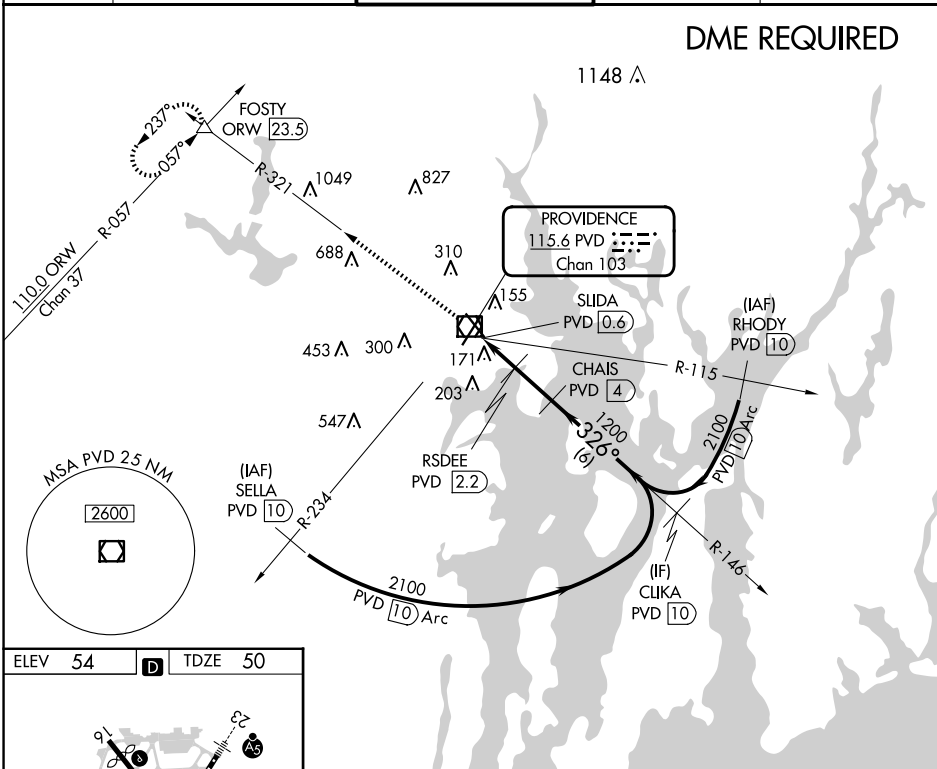 DME REQUIRED
1148
FOSTY
ORW 23.5
237°
057°
R-321
1049
827
R-057
110.0 ORW
Chan 37
688
310
PROVIDENCE
115.6 PVD
Chan 103
155
SLIDA
PVD 0.6
(IAF)
RHODY
PVD 10
453
300
171
203
R-115
CHAIS
PVD 4
547
1200
326°
(6)
2100
PVD 10 Arc
RSDEE
PVD 2.2
MSA PVD 25 NM
2600
(IAF)
SELLA
PVD 10
R-234
R-146
(IF)
CLIKA
PVD 10
2100
PVD 10 Arc
ELEV 54
D
TDZE 50
16
23
A5